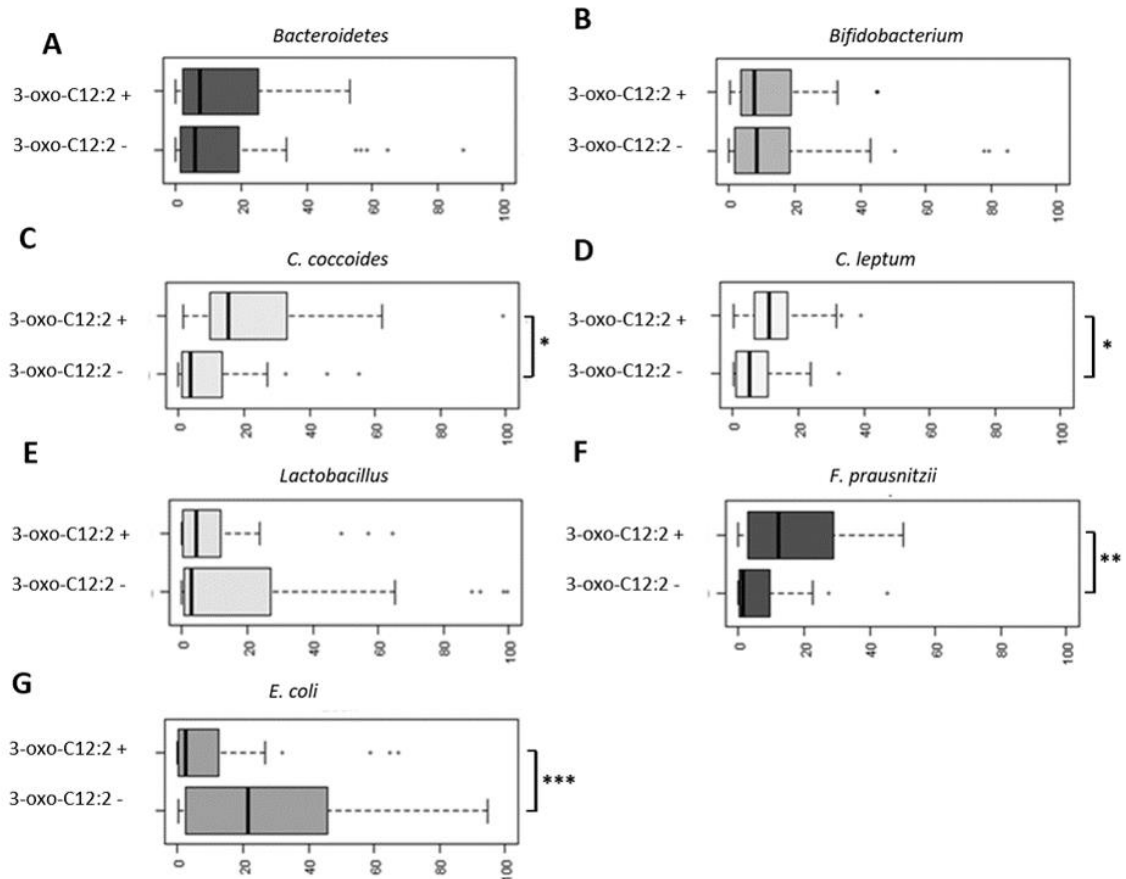 A
Bacteroidetes
3-oxo-C12:2 +
3-oxo-C12:2 -
0 20 40 60 80 100
B
Bifidobacterium
3-oxo-C12:2 +
3-oxo-C12:2 -
0 20 40 60 80 100
C
C. coccoides
3-oxo-C12:2 +
3-oxo-C12:2 -
*
0 20 40 60 80 100
D
C. leptum
3-oxo-C12:2 +
3-oxo-C12:2 -
*
0 20 40 60 80 100
E
Lactobacillus
3-oxo-C12:2 +
3-oxo-C12:2 -
0 20 40 60 80 100
F
F. prausnitzii
3-oxo-C12:2 +
3-oxo-C12:2 -
**
0 20 40 60 80 100
G
E. coli
3-oxo-C12:2 +
3-oxo-C12:2 -
***
0 20 40 60 80 100